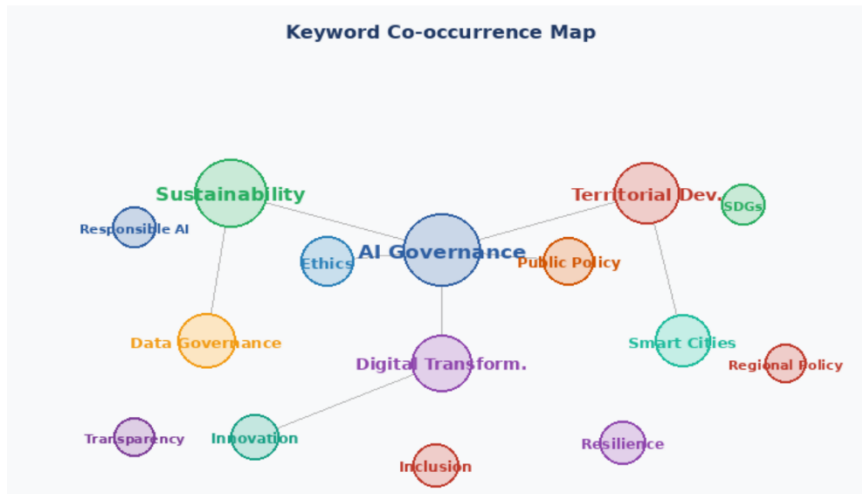 Keyword Co-occurrence Map
Sustainability
Territorial Dev.
SDGs
Responsible AI
AI Governance
Ethics
Public Policy
Data Governance
Smart Cities
Digital Transform.
Regional Policy
Transparency
Innovation
Resilience
Inclusion